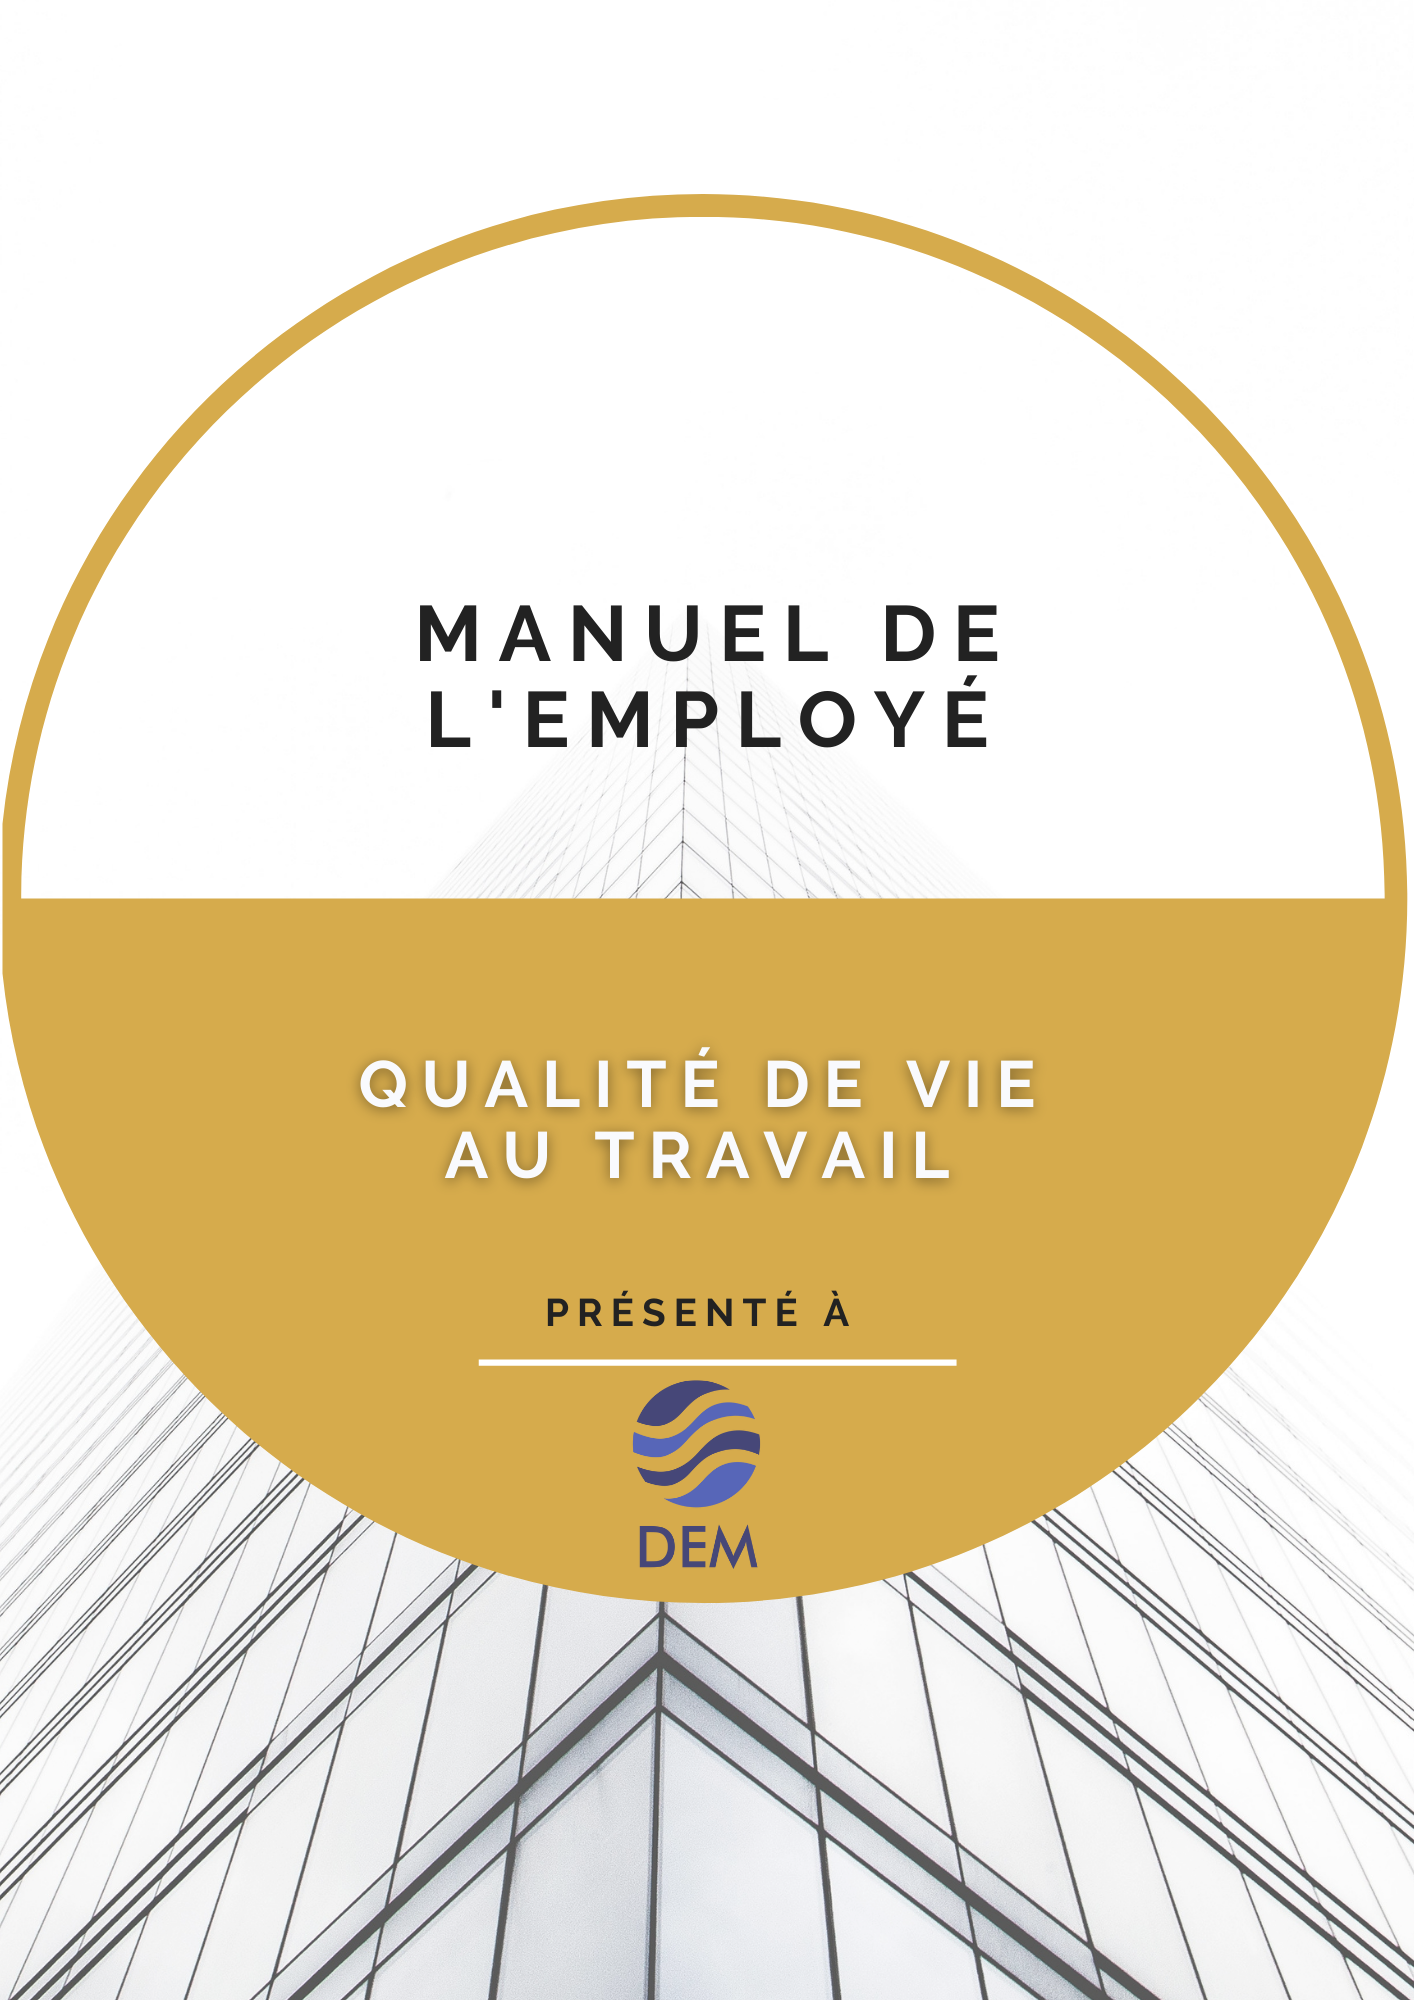 MANUEL DE
L'EMPLOYÉ
QUALITÉ DE VIE
AU TRAVAIL
PRÉSENTÉ À
DEM